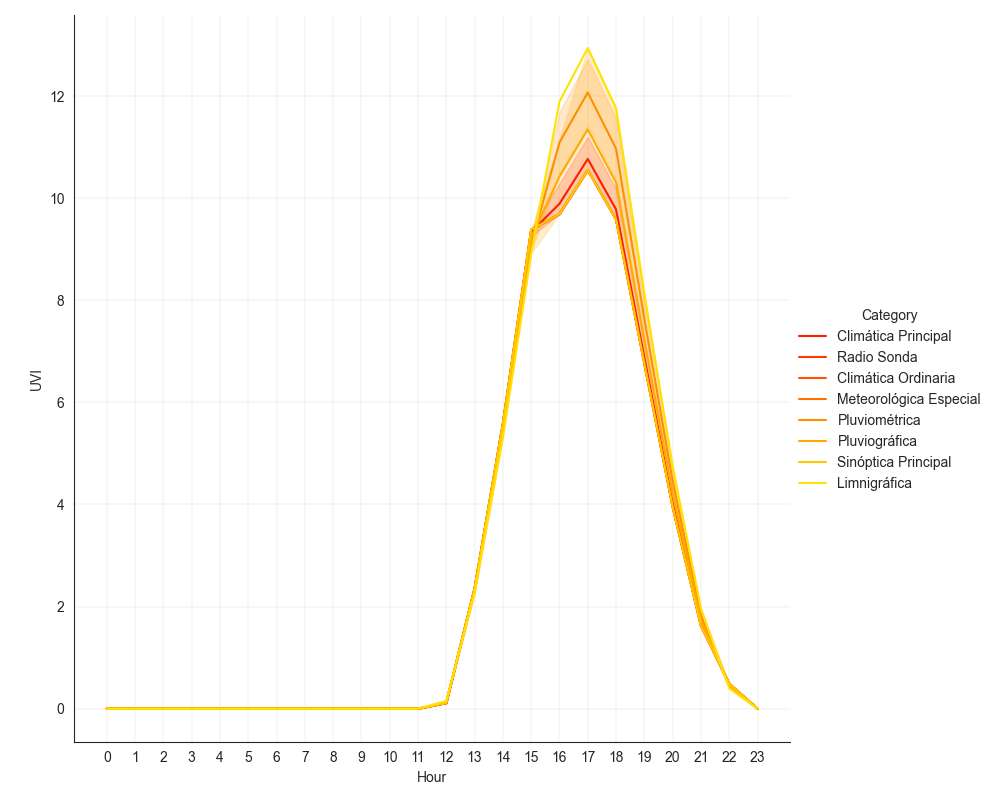 12
10
8
6
4
2
0
UVI
0 1 2 3 4 5 6 7 8 9 10 11 12 13 14 15 16 17 18 19 20 21 22 23
Hour
Category
Climática Principal
Radio Sonda
Climática Ordinaria
Meteorológica Especial
Pluviométrica
Pluviográfica
Sinóptica Principal
Limnigráfica